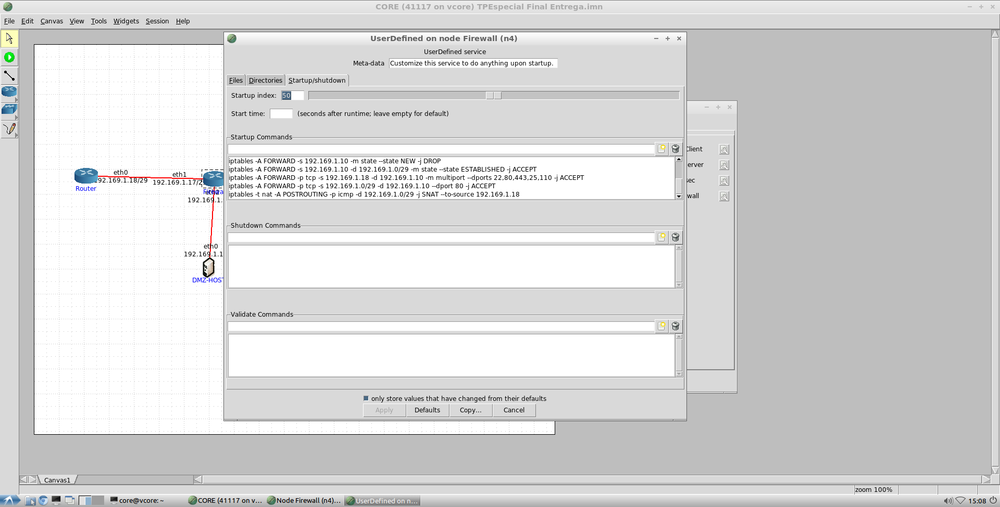 CORE (41117 on vcore) TPEspecial Final Entrega.imn
File Edit Canvas View Tools Widgets Session Help
UserDefined on node Firewall (n4)
UserDefined service
Meta-data Customize this service to do anything upon startup.
Files Directories Startup/shutdown
Startup index: 50
Start time: (seconds after runtime; leave empty for default)
Startup Commands
iptables -A FORWARD -s 192.169.1.10 -m state --state NEW -j DROP
iptables -A FORWARD -s 192.169.1.10 -d 192.169.1.0/29 -m state --state ESTABLISHED -j ACCEPT
iptables -A FORWARD -p tcp -s 192.169.1.18 -d 192.169.1.10 -m multiport --dports 22,80,443,25,110 -j ACCEPT
iptables -A FORWARD -p tcp -s 192.169.1.0/29 -d 192.169.1.10 --dport 80 -j ACCEPT
iptables -t nat -A POSTROUTING -p icmp -d 192.169.1.0/29 -j SNAT --to-source 192.169.1.18
Shutdown Commands
Validate Commands
only store values that have changed from their defaults
Apply Defaults Copy... Cancel
Client
erver
sec
wall
eth0
92.169.1.18/29
Router
eth1
192.169.1.17/2
192.169.1.
eth0
192.169.1.1
DMZ-HOST
Canvas1
zoom 100%
core@vcore: ~
CORE (41117 on v...
Node Firewall (n4)...
UserDefined on n...
15:08